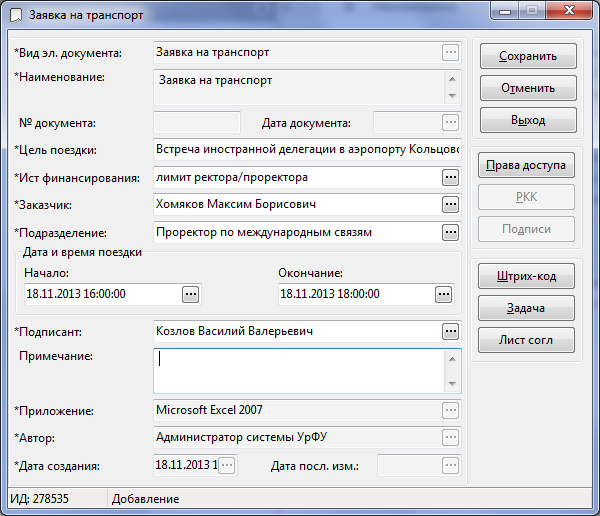 Заявка на транспорт
*Вид эл. документа: Заявка на транспорт
*Наименование: Заявка на транспорт
№ документа: Дата документа:
*Цель поездки: Встреча иностранной делегации в аэропорту Кольцово
*Ист финансирования: лимит ректора/проректора
*Заказчик: Хомяков Максим Борисович
*Подразделение: Проректор по международным связям
Дата и время поездки
Начало: Окончание:
18.11.2013 16:00:00 18.11.2013 18:00:00
*Подписант: Козлов Василий Валерьевич
Примечание:
*Приложение: Microsoft Excel 2007
*Автор: Администратор системы УрФУ
*Дата создания: 18.11.2013 1 Дата посл. изм.:
Сохранить
Отменить
Выход
Права доступа
РКК
Подписи
Штрих-код
Задача
Лист согл
ИД: 278535 Добавление